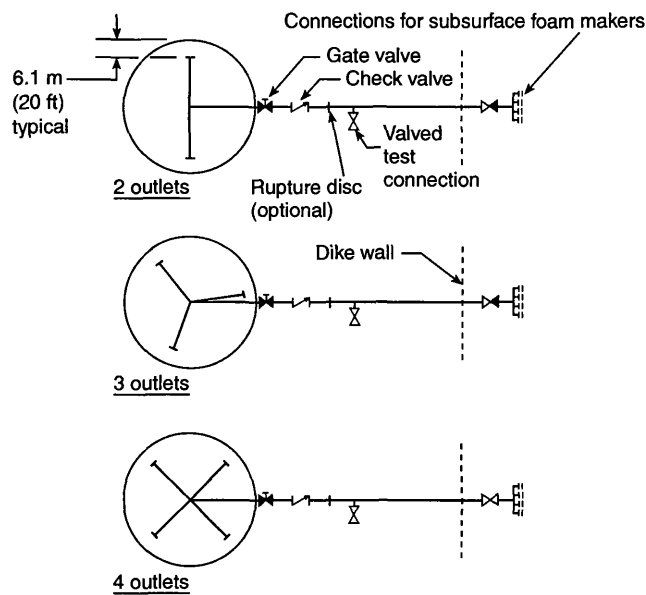 Connections for subsurface foam makers
Gate valve
Check valve
6.1 m
(20 ft)
typical
Valved
test
connection
Rupture disc
(optional)
2 outlets
Dike wall
3 outlets
4 outlets